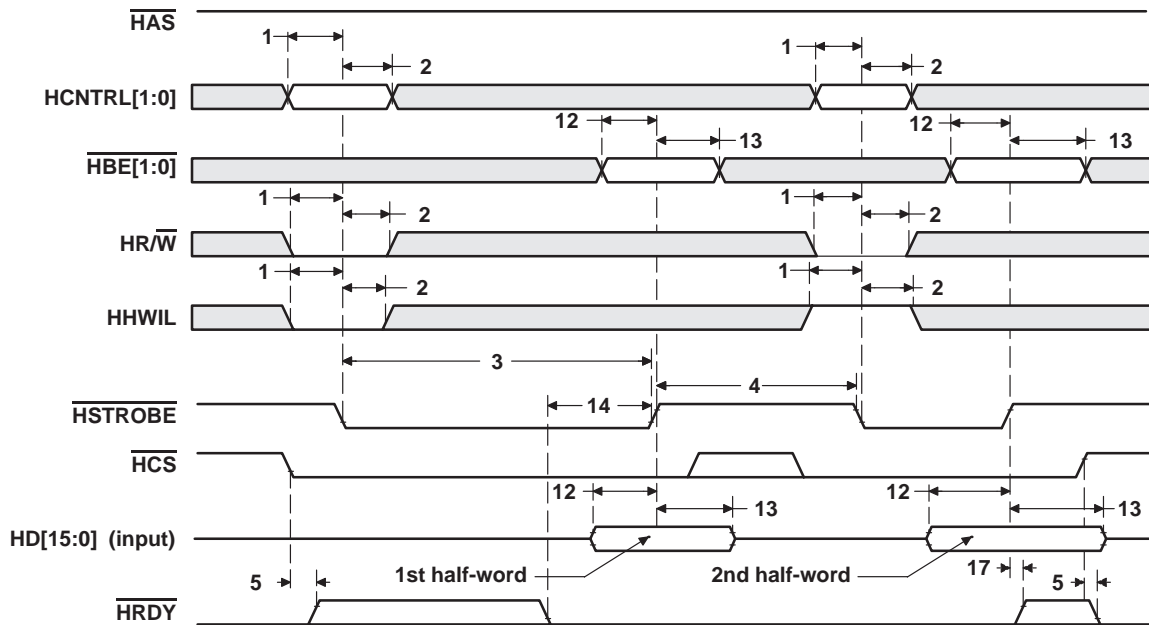 HAS
1
1
2
2
HCNTRL[1:0]
12
12
13
13
HBE[1:0]
1
1
2
2
HR/W
1
1
2
2
HHWIL
3
4
14
HSTROBE
HCS
12
12
13
13
HD[15:0] (input)
1st half-word
2nd half-word
17
5
5
HRDY